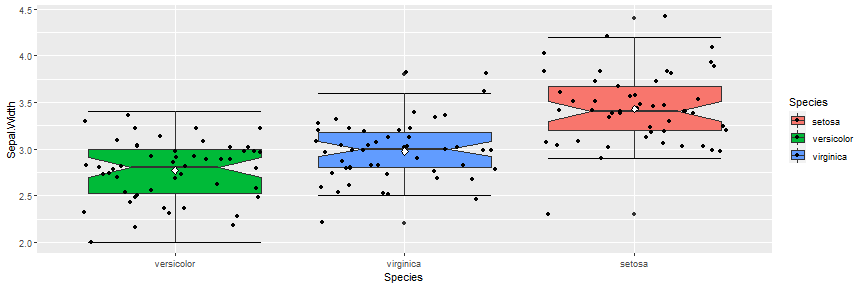 Sepal.Width
4.5
4.0
3.5
3.0
2.5
2.0
versicolor
virginica
setosa
Species
Species
setosa
versicolor
virginica